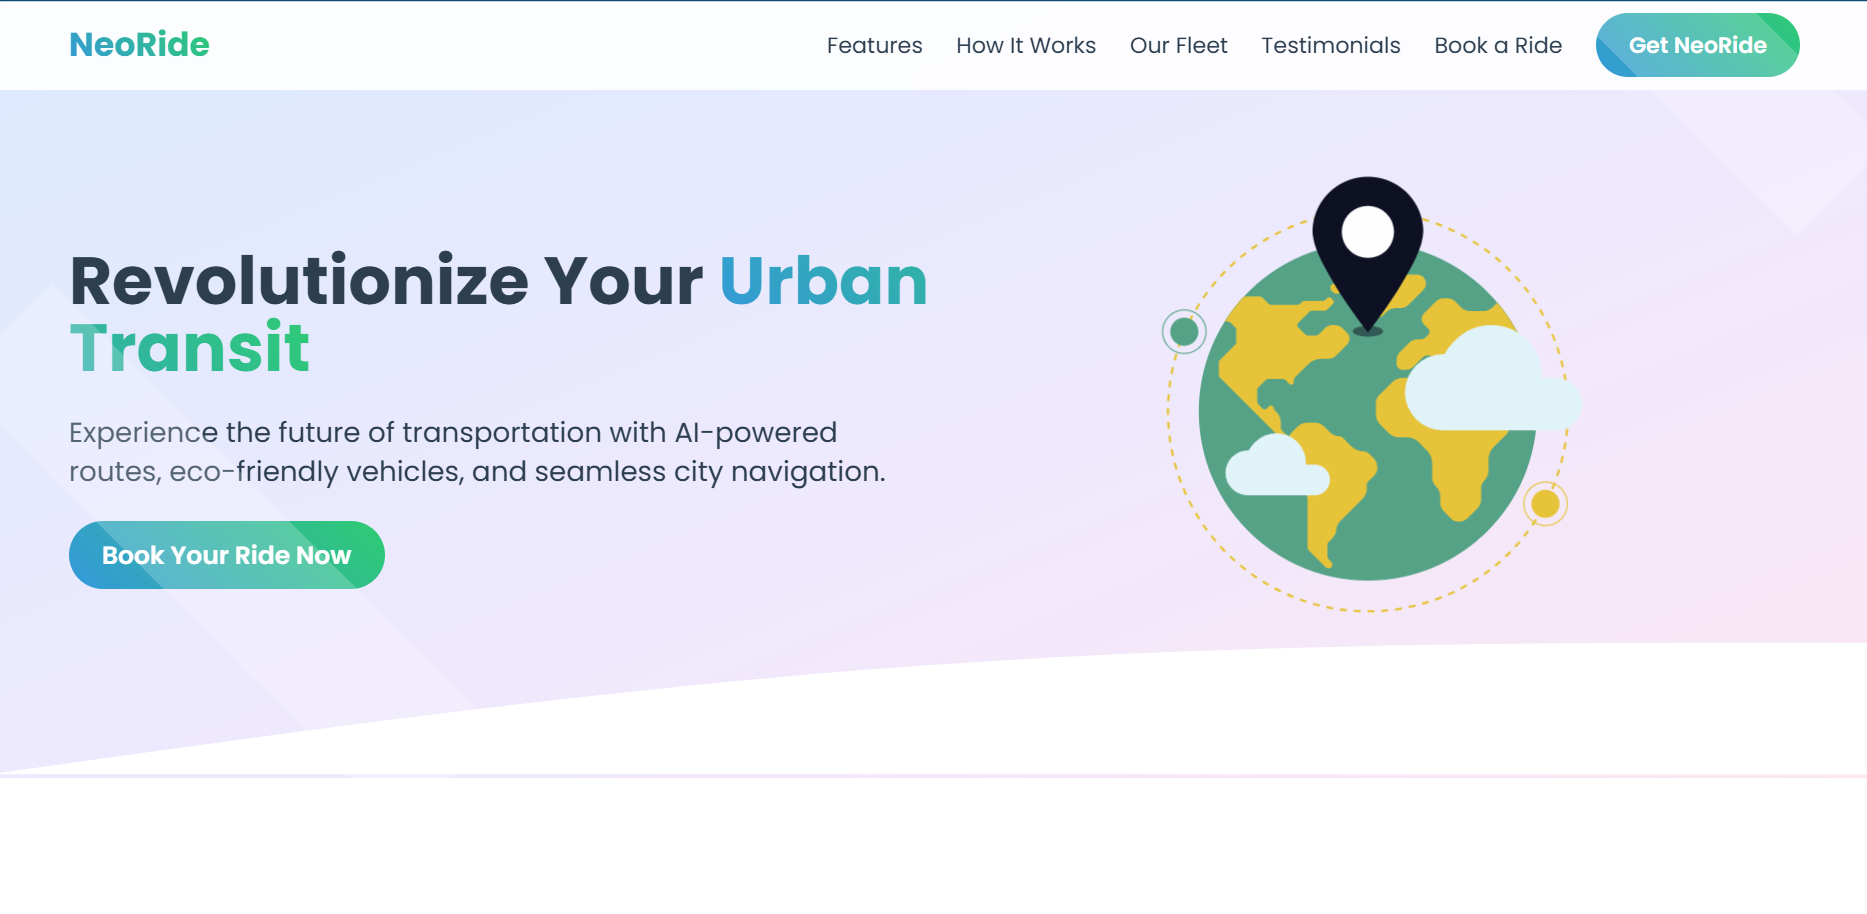 NeoRide
Features
How It Works
Our Fleet
Testimonials
Book a Ride
Get NeoRide
Revolutionize Your Urban
Transit
Experience the future of transportation with AI-powered
routes, eco-friendly vehicles, and seamless city navigation.
Book Your Ride Now